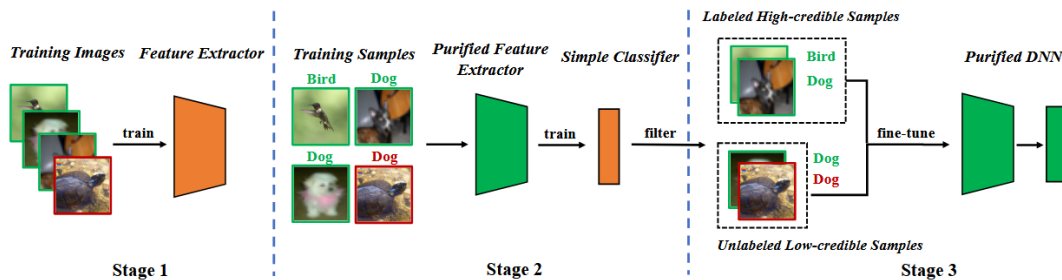 Training Images
Feature Extractor
train
Stage 1
Training Samples
Bird
Dog
Dog
Dog
Purified Feature
Extractor
train
Simple Classifier
filter
Stage 2
Labeled High-credible Samples
Bird
Dog
Dog
Dog
Unlabeled Low-credible Samples
fine-tune
Purified DNN
Stage 3